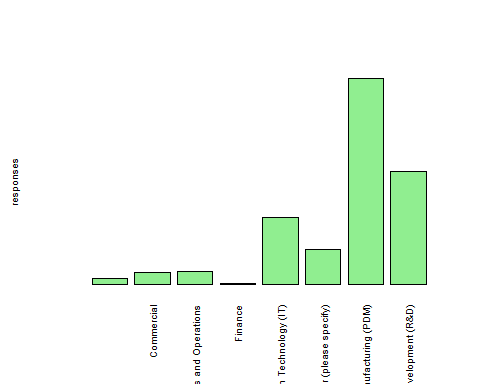 responses
Commercial
s and Operations
Finance
n Technology (IT)
r (please specify)
ufacturing (PDM)
velopment (R&D)